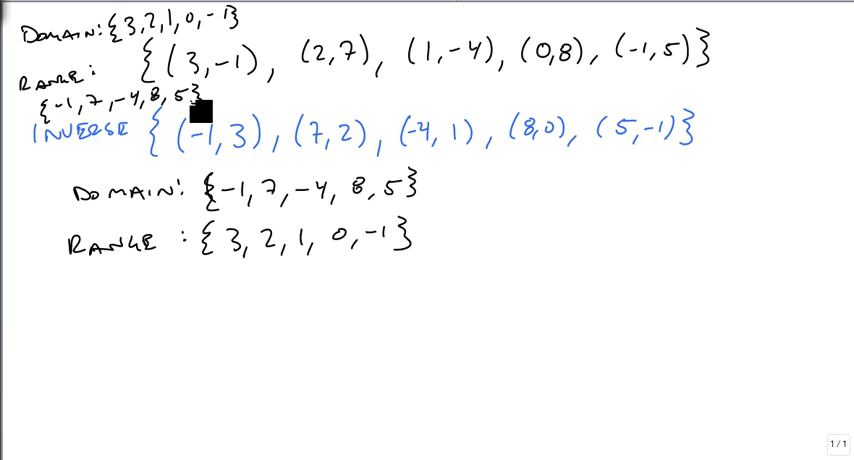 DOMAIN: {3,2,1,0,-1}
{(3,-1), (2,7), (1,-4), (0,8), (-1,5)}
RANGE:
{-1,7,-4,8,5}
INVERSE {(-1,3), (7,2), (-4,1), (8,0), (5,-1)}
DOMAIN: {-1,7,-4,8,5}
RANGE: {3,2,1,0,-1}
1/1